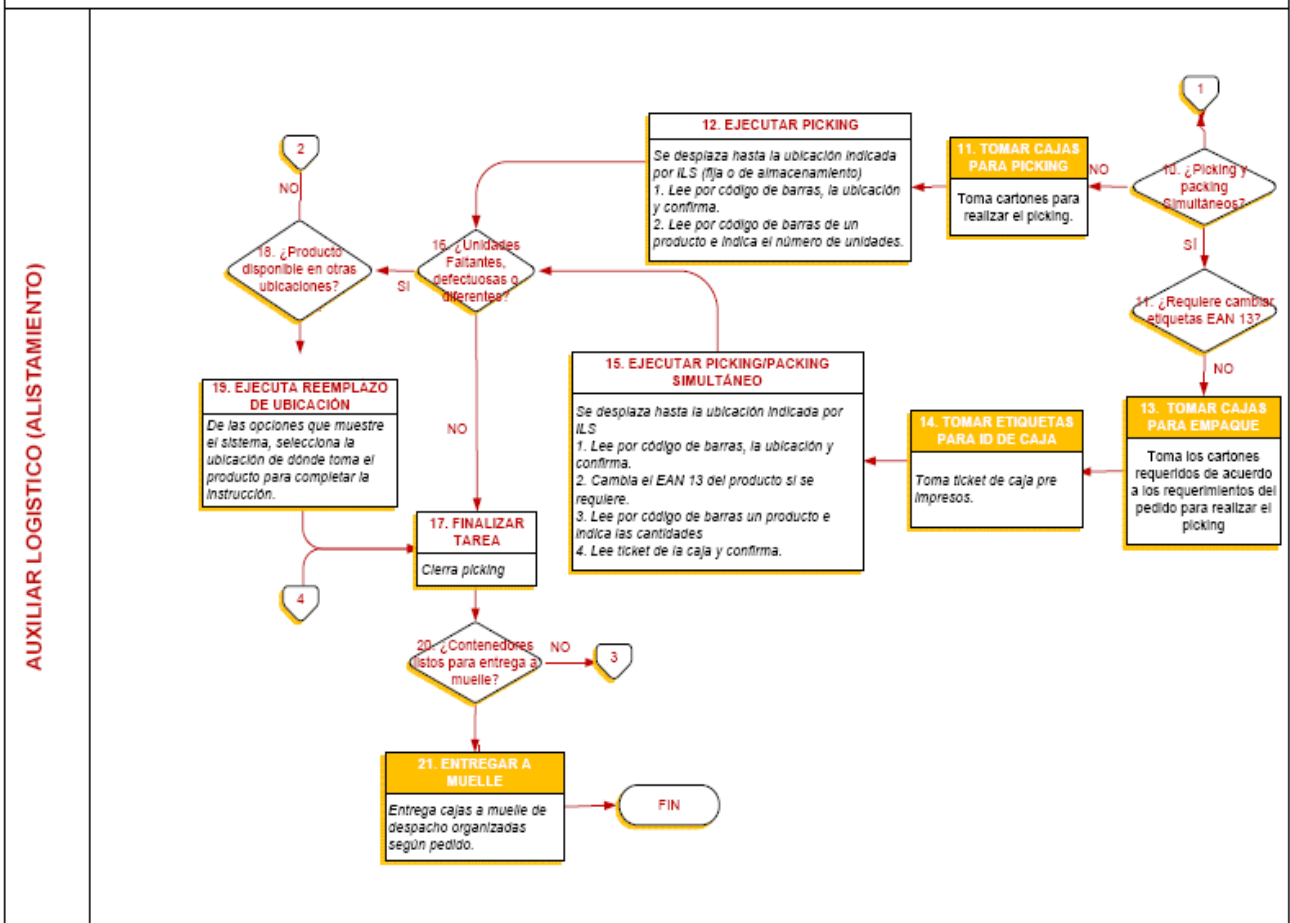 AUXILIAR LOGISTICO (ALISTAMIENTO)
1
10. ¿Picking y
packing
Simultáneos?
NO
SÍ
11. TOMAR CAJAS
PARA PICKING
Toma cartones para
realizar el picking.
12. EJECUTAR PICKING
Se desplaza hasta la ubicación indicada
por ILS (fija o de almacenamiento)
1. Lee por código de barras, la ubicación
y confirma.
2. Lee por código de barras de un
producto e indica el número de unidades.
11. ¿Requiere cambiar
etiquetas EAN 13?
NO
13. TOMAR CAJAS
PARA EMPAQUE
Toma los cartones
requeridos de acuerdo
a los requerimientos del
pedido para realizar el
picking
14. TOMAR ETIQUETAS
PARA ID DE CAJA
Toma ticket de caja pre
impresos.
15. EJECUTAR PICKING/PACKING
SIMULTÁNEO
Se desplaza hasta la ubicación indicada por
ILS
1. Lee por código de barras, la ubicación y
confirma.
2. Cambia el EAN 13 del producto si se
requiere.
3. Lee por código de barras un producto e
indica las cantidades
4. Lee ticket de la caja y confirma.
16. ¿Unidades
Faltantes,
defectuosas o
diferentes?
SI
NO
2
NO
18. ¿Producto
disponible en otras
ubicaciones?
19. EJECUTA REEMPLAZO
DE UBICACIÓN
De las opciones que muestre
el sistema, selecciona la
ubicación de dónde toma el
producto para completar la
instrucción.
4
17. FINALIZAR
TAREA
Cierra picking
20. ¿Contenedores
listos para entrega a
muelle?
NO
3
21. ENTREGAR A
MUELLE
Entrega cajas a muelle de
despacho organizadas
según pedido.
FIN